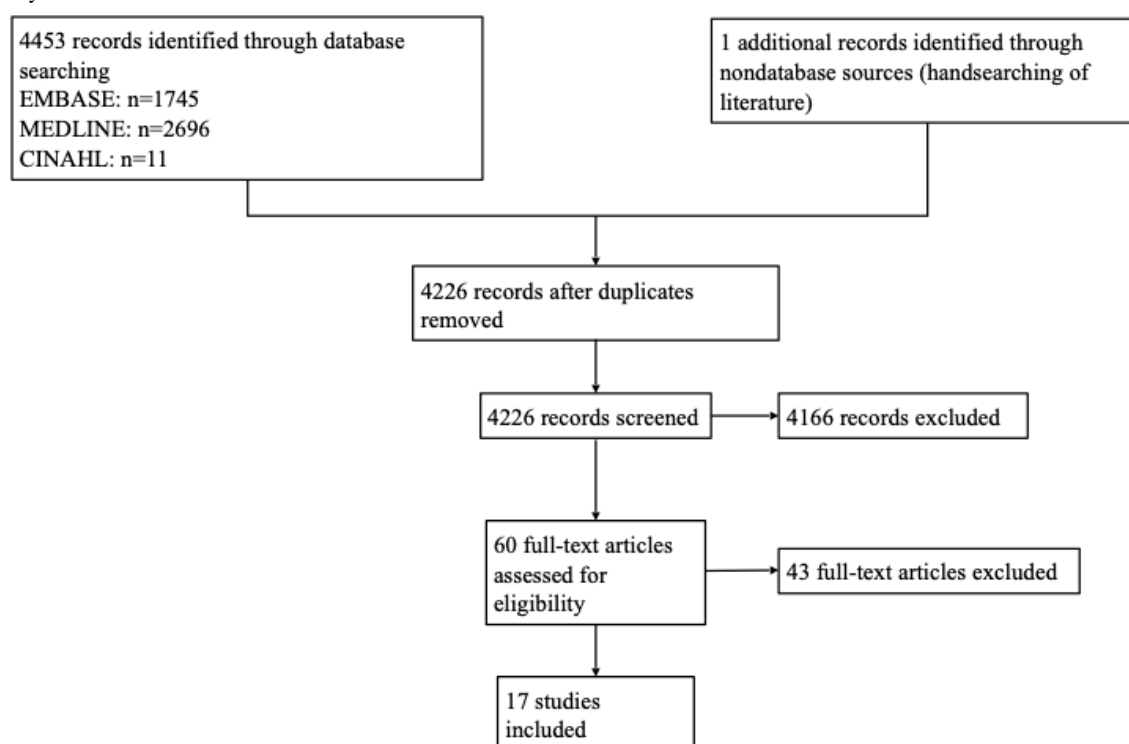 4453 records identified through database
searching
EMBASE: n=1745
MEDLINE: n=2696
CINAHL: n=11
1 additional records identified through
nondatabase sources (handsearching of
literature)
4226 records after duplicates
removed
4226 records screened
4166 records excluded
60 full-text articles
assessed for
eligibility
43 full-text articles excluded
17 studies
included